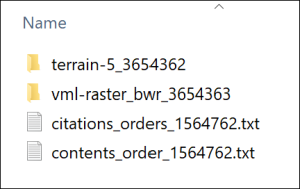 Name
terrain-5_3654362
vml-raster_bwr_3654363
citations_orders_1564762.txt
contents_order_1564762.txt